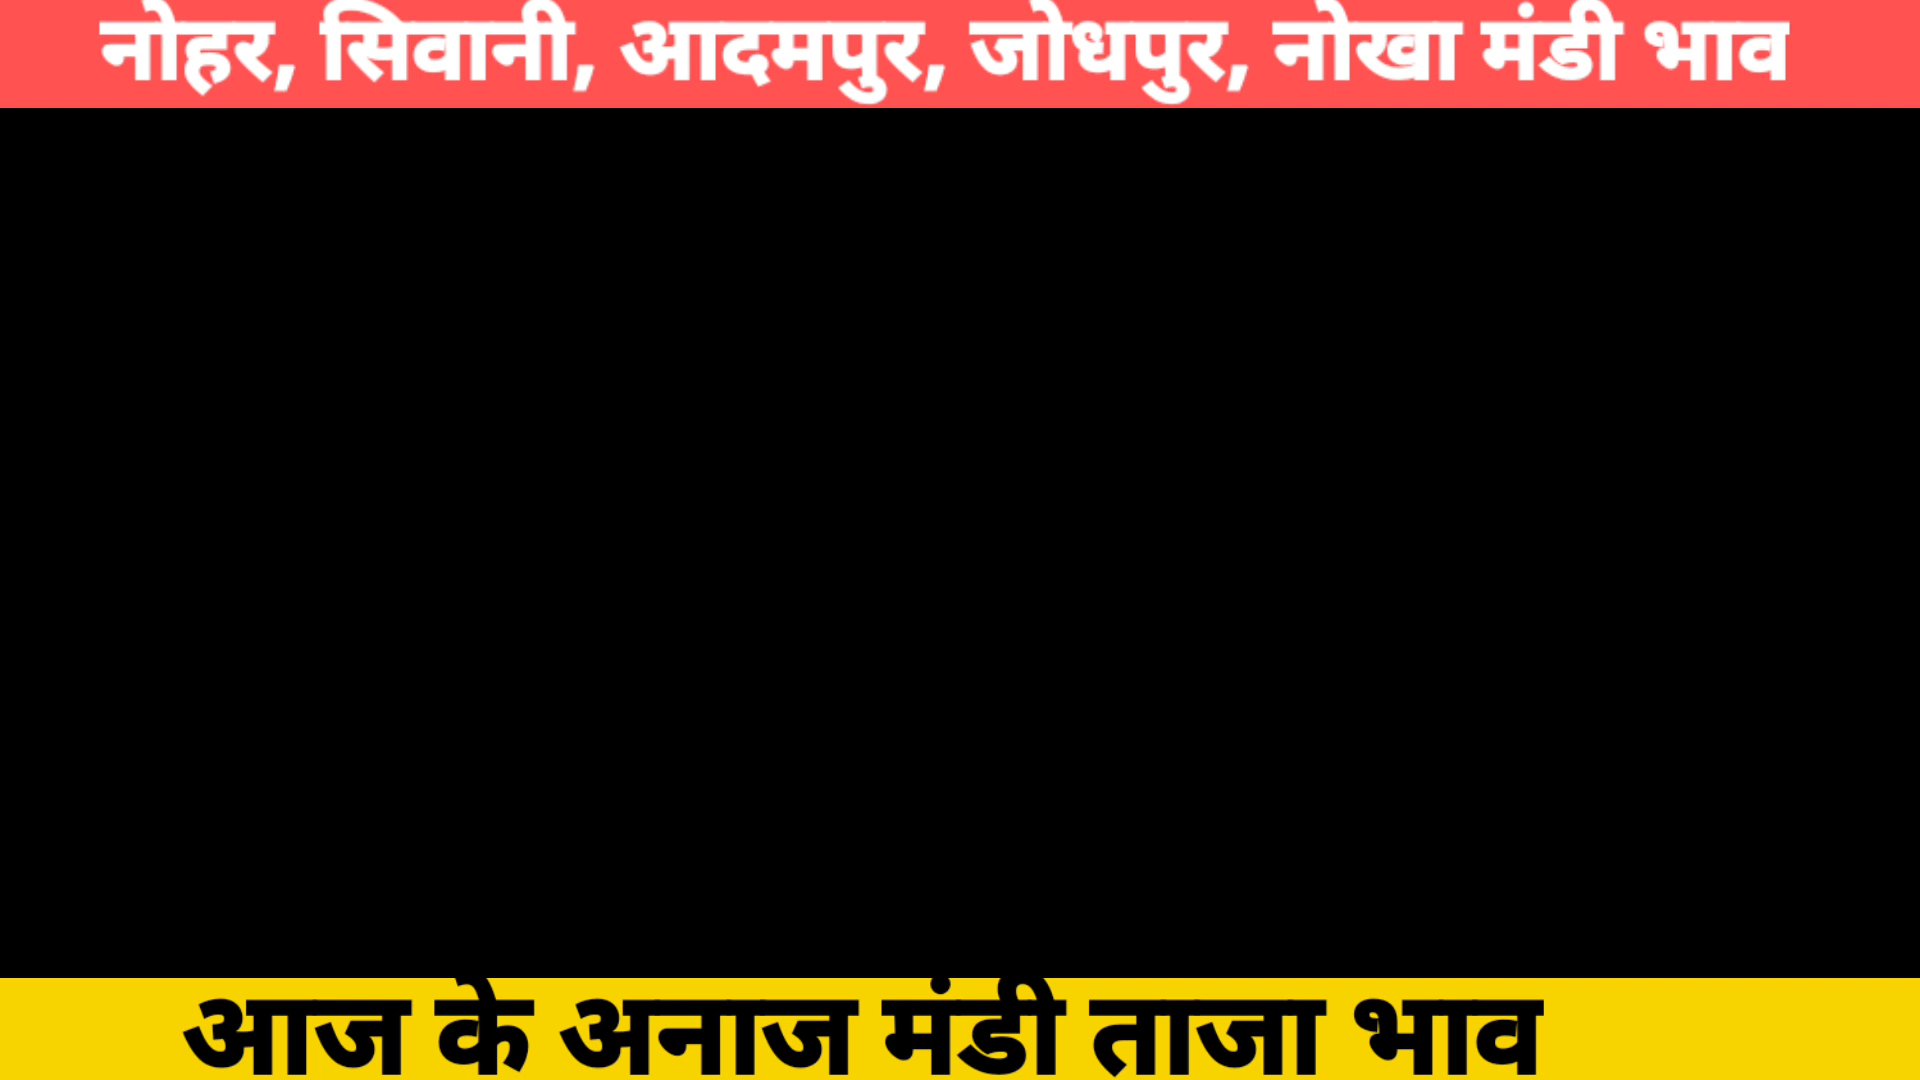 नोहर, सिवानी, आदमपुर, जोधपुर, नोखा मंडी भाव
आज के अनाज मंडी ताजा भाव